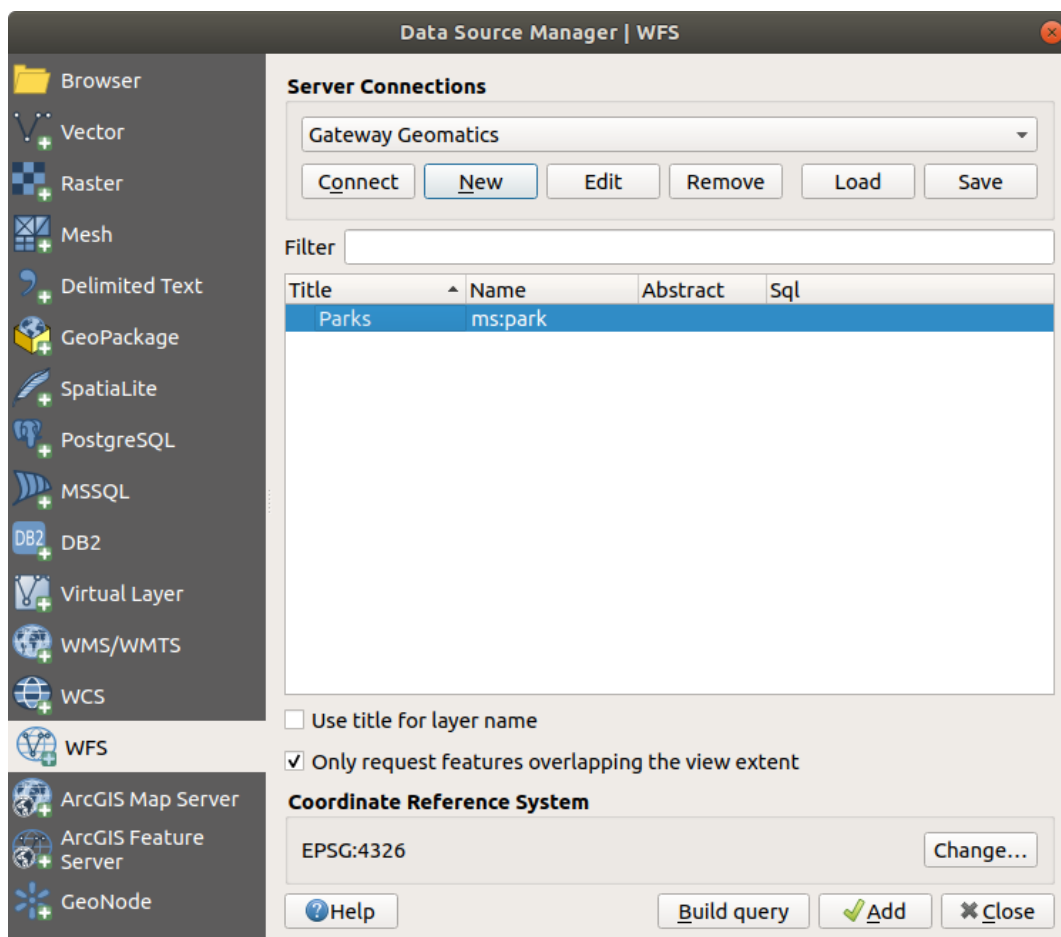 Data Source Manager | WFS
Browser
Vector
Raster
Mesh
Delimited Text
GeoPackage
SpatiaLite
PostgreSQL
MSSQL
DB2
DB2
Virtual Layer
WMS/WMTS
WCS
WFS
ArcGIS Map Server
ArcGIS Feature
Server
GeoNode
Server Connections
Gateway Geomatics
Connect New Edit Remove Load Save
Filter
Title Name Abstract Sql
Parks ms:park
Use title for layer name
Only request features overlapping the view extent
Coordinate Reference System
EPSG:4326 Change...
Help Build query Add Close